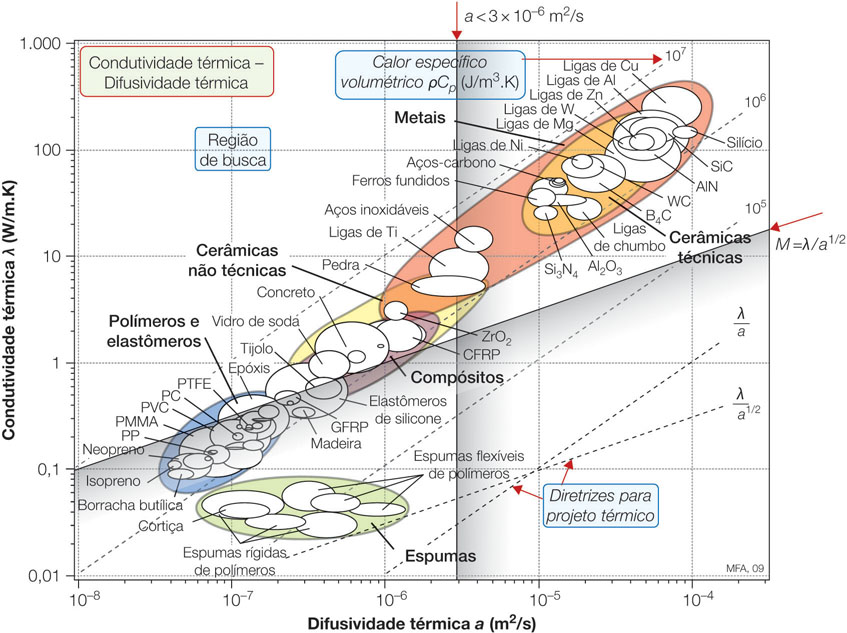 a < 3 × 10⁻⁶ m²/s
1.000
100
10
1
0,1
0,01
Condutividade térmica λ (W/m.K)
Condutividade térmica –
Difusividade térmica
Calor específico
volumétrico ρCp (J/m³.K)
10⁷
10⁶
10⁵
Região
de busca
Metais
Ligas de Cu
Ligas de Al
Ligas de Zn
Ligas de W
Ligas de Mg
Ligas de Ni
Aços-carbono
Ferros fundidos
Aços inoxidáveis
Ligas de Ti
Silício
SiC
AlN
WC
B₄C
Ligas
de chumbo
Al₂O₃
Si₃N₄
Cerâmicas
técnicas
M = λ/a^1/2
Cerâmicas
não técnicas
Pedra
Concreto
Vidro de soda
Tijolo
Epóxis
Polímeros e
elastômeros
PTFE
PC
PVC
PMMA
PP
Neopreno
Isopreno
Borracha butílica
Cortiça
ZrO₂
CFRP
Compósitos
Elastômeros
de silicone
GFRP
Madeira
Espumas flexíveis
de polímeros
Espumas rígidas
de polímeros
Espumas
λ
a
λ
a^1/2
Diretrizes para
projeto térmico
MFA, 09
10⁻⁸
10⁻⁷
10⁻⁶
10⁻⁵
10⁻⁴
Difusividade térmica a (m²/s)